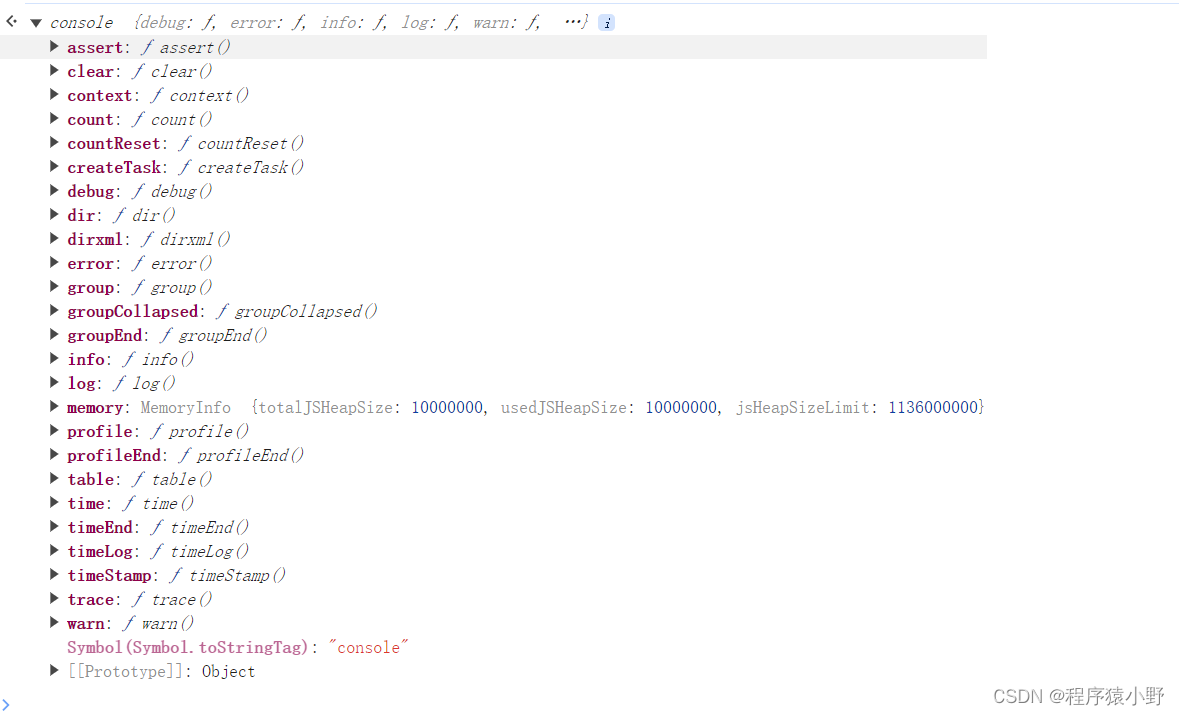 console {debug: ƒ, error: ƒ, info: ƒ, log: ƒ, warn: ƒ, …} i
assert: ƒ assert()
clear: ƒ clear()
context: ƒ context()
count: ƒ count()
countReset: ƒ countReset()
createTask: ƒ createTask()
debug: ƒ debug()
dir: ƒ dir()
dirxml: ƒ dirxml()
error: ƒ error()
group: ƒ group()
groupCollapsed: ƒ groupCollapsed()
groupEnd: ƒ groupEnd()
info: ƒ info()
log: ƒ log()
memory: MemoryInfo {totalJSHeapSize: 10000000, usedJSHeapSize: 10000000, jsHeapSizeLimit: 1136000000}
profile: ƒ profile()
profileEnd: ƒ profileEnd()
table: ƒ table()
time: ƒ time()
timeEnd: ƒ timeEnd()
timeLog: ƒ timeLog()
timeStamp: ƒ timeStamp()
trace: ƒ trace()
warn: ƒ warn()
Symbol(Symbol.toStringTag): "console"
[[Prototype]]: Object
CSDN @程序猿小野